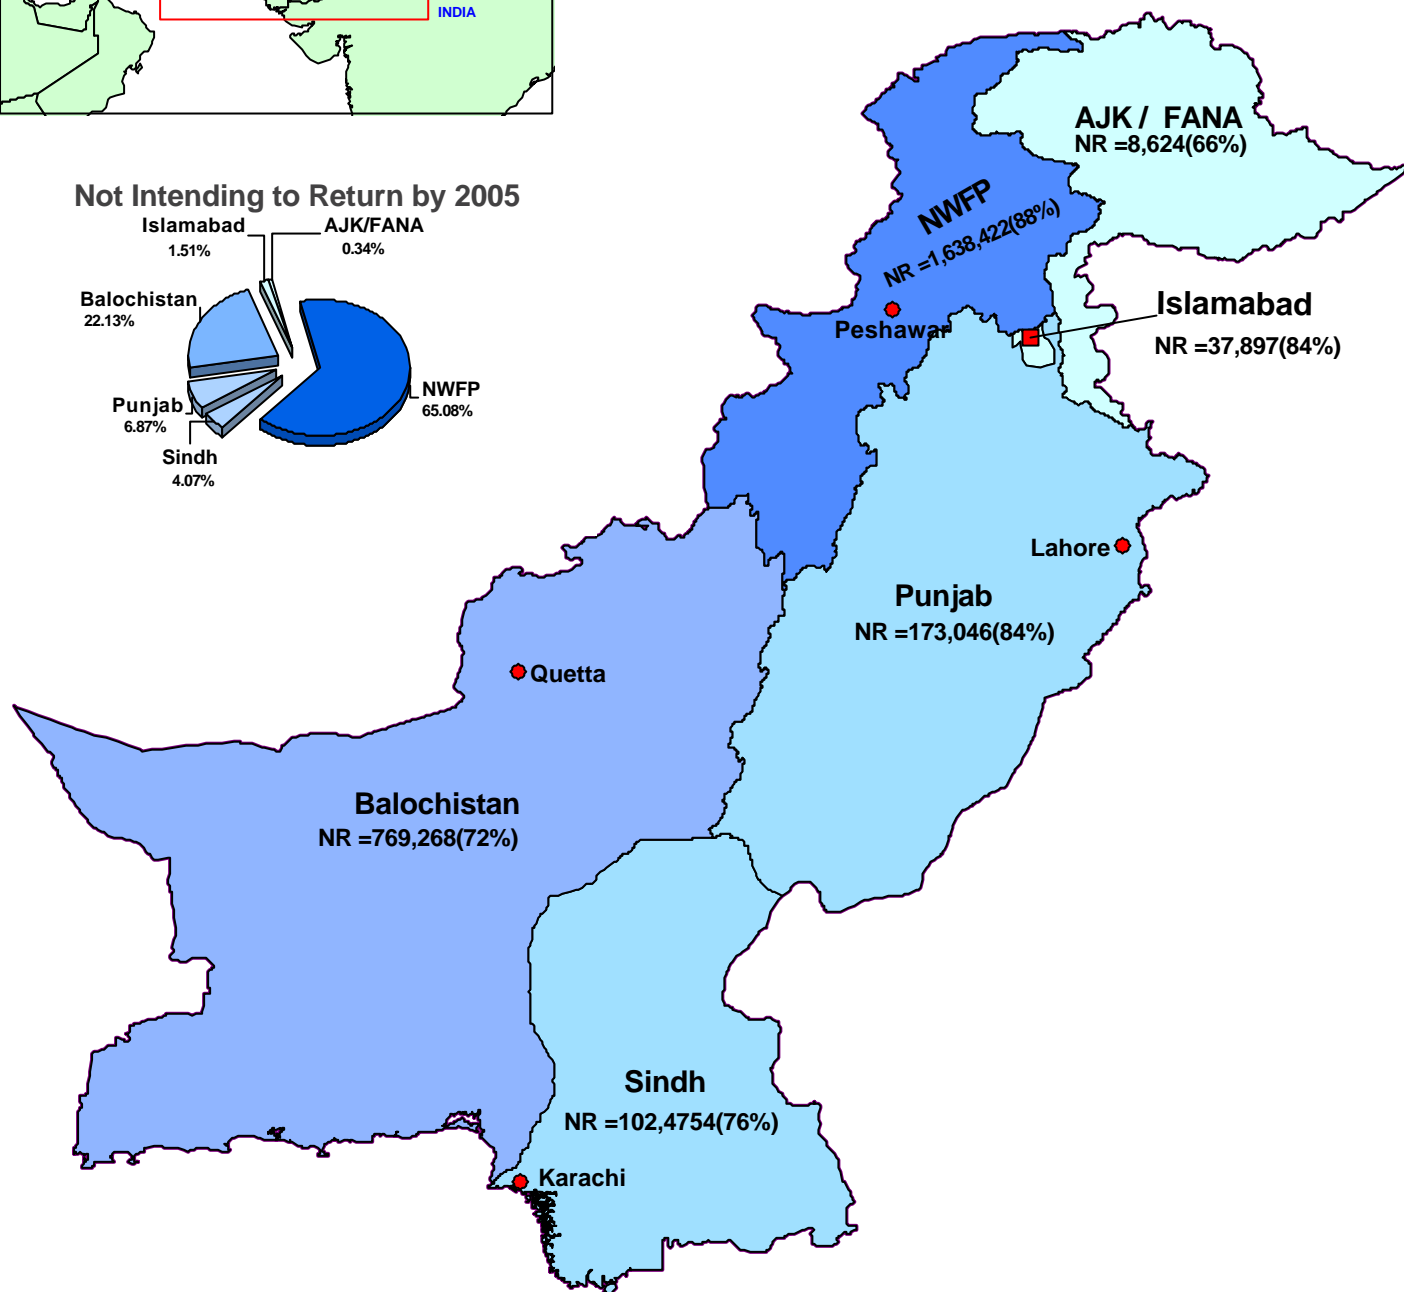 INDIA
Not Intending to Return by 2005
Islamabad
1.51%
AJK/FANA
0.34%
Balochistan
22.13%
Punjab
6.87%
Sindh
4.07%
NWFP
65.08%
AJK / FANA
NR =8,624(66%)
NWFP
NR =1,638,422(88%)
Peshawar
Islamabad
NR =37,897(84%)
Lahore
Punjab
NR =173,046(84%)
Quetta
Balochistan
NR =769,268(72%)
Sindh
NR =102,4754(76%)
Karachi